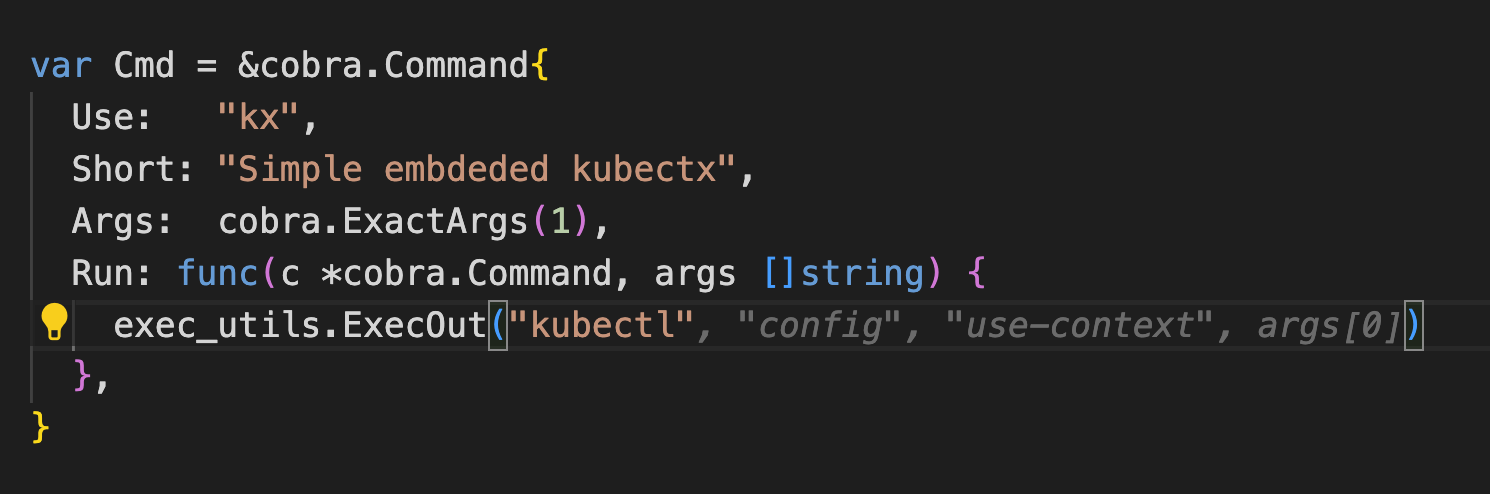 var Cmd = &cobra.Command{
  Use:   "kx",
  Short: "Simple embdeded kubectx",
  Args:  cobra.ExactArgs(1),
  Run: func(c *cobra.Command, args []string) {
    exec_utils.ExecOut("kubectl", "config", "use-context", args[0])
  },
}